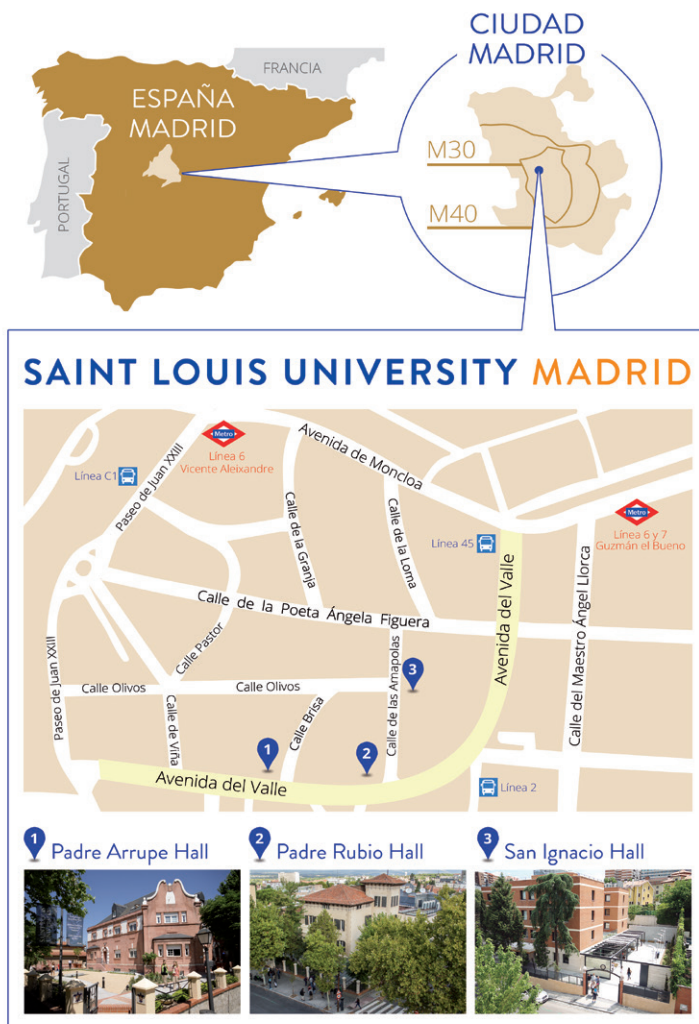 CIUDAD
MADRID
FRANCIA
ESPAÑA
MADRID
PORTUGAL
M30
M40
SAINT LOUIS UNIVERSITY MADRID
Metro
Línea 6
Vicente Aleixandre
Línea C1
Paseo de Juan XXIII
Avenida de Moncloa
Metro
Línea 6 y 7
Guzmán el Bueno
Calle de la Granja
Calle de la Loma
Línea 45
Avenida del Valle
Calle del Maestro Ángel Llorca
Calle de la Poeta Ángela Figuera
Calle Pastor
Calle de las Amapolas
3
Paseo de Juan XXIII
Calle Olivos
Calle Olivos
Calle de Viña
Calle Brisa
1
2
Avenida del Valle
Línea 2
1 Padre Arrupe Hall
2 Padre Rubio Hall
3 San Ignacio Hall